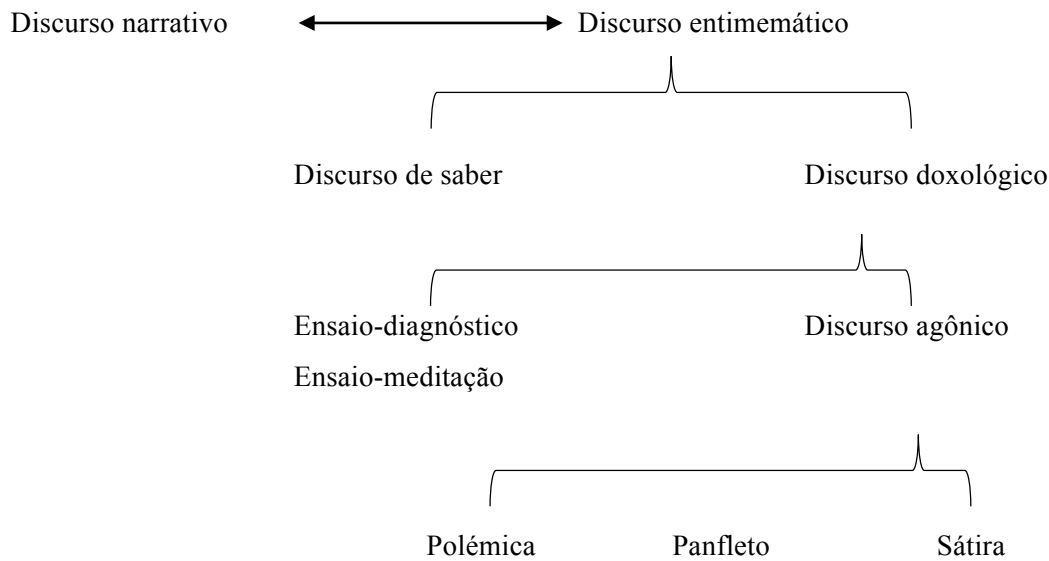 Discurso narrativo Discurso entimemático
Discurso de saber Discurso doxológico
Ensaio-diagnóstico Discurso agônico
Ensaio-meditação
Polémica Panfleto Sátira